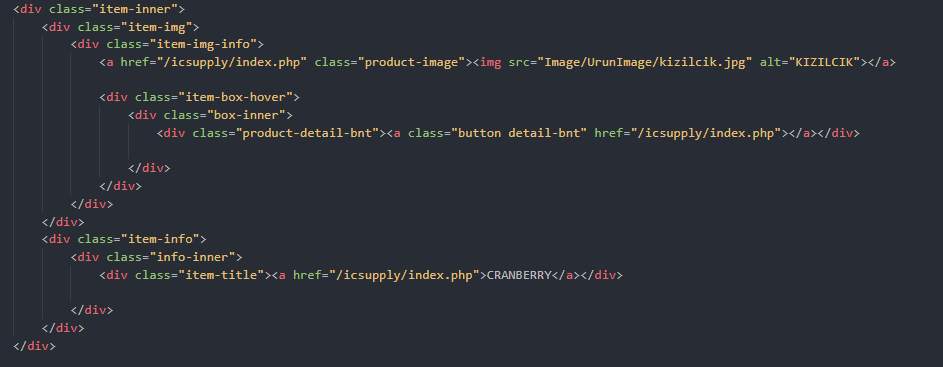 <div class="item-inner">
<div class="item-img">
<div class="item-img-info">
<a href="/icsupply/index.php" class="product-image"><img src="Image/UrunImage/kizilcik.jpg" alt="KIZILCIK"></a>
<div class="item-box-hover">
<div class="box-inner">
<div class="product-detail-bnt"><a class="button detail-bnt" href="/icsupply/index.php"></a></div>
</div>
</div>
</div>
</div>
<div class="item-info">
<div class="info-inner">
<div class="item-title"><a href="/icsupply/index.php">CRANBERRY</a></div>
</div>
</div>
</div>